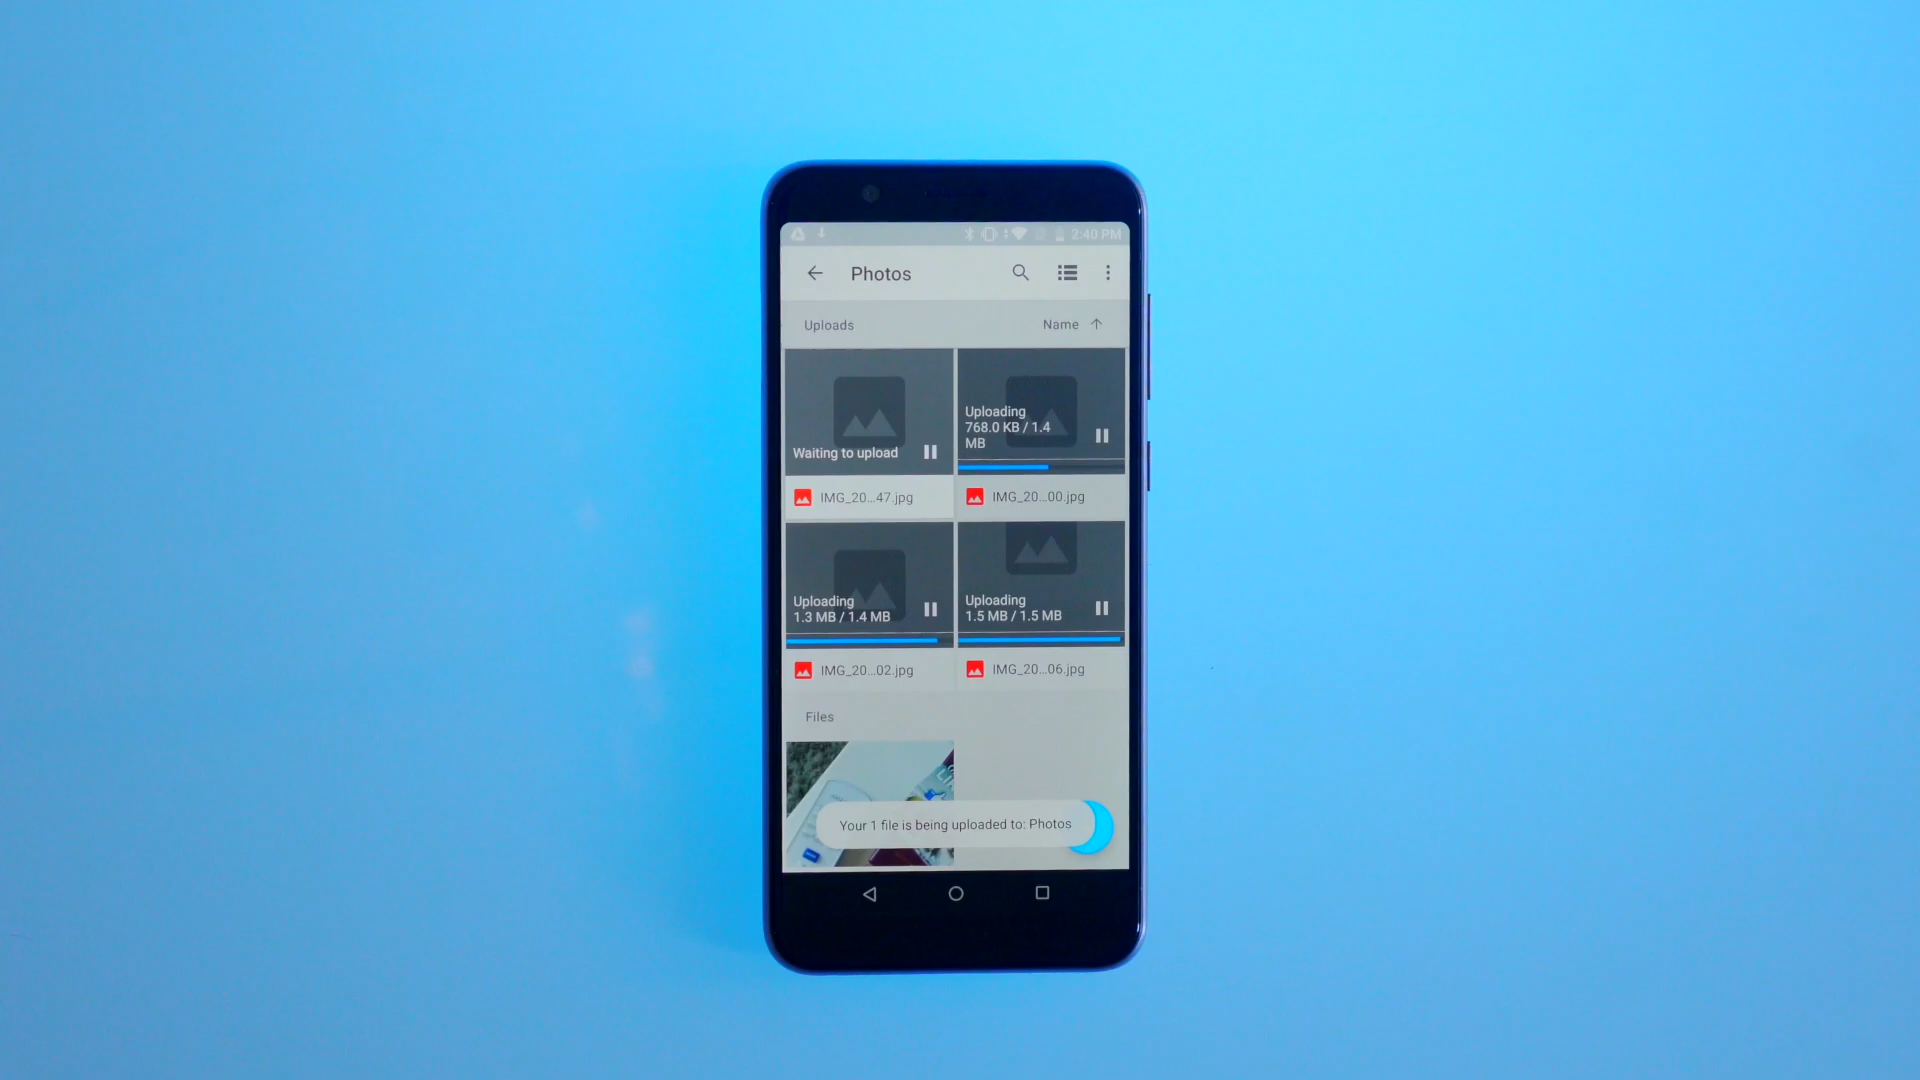 2:40 PM
Photos
Uploads
Name
Waiting to upload
Uploading
768.0 KB / 1.4
MB
IMG_20...47.jpg
IMG_20...00.jpg
Uploading
1.3 MB / 1.4 MB
Uploading
1.5 MB / 1.5 MB
IMG_20...02.jpg
IMG_20...06.jpg
Files
Your 1 file is being uploaded to: Photos